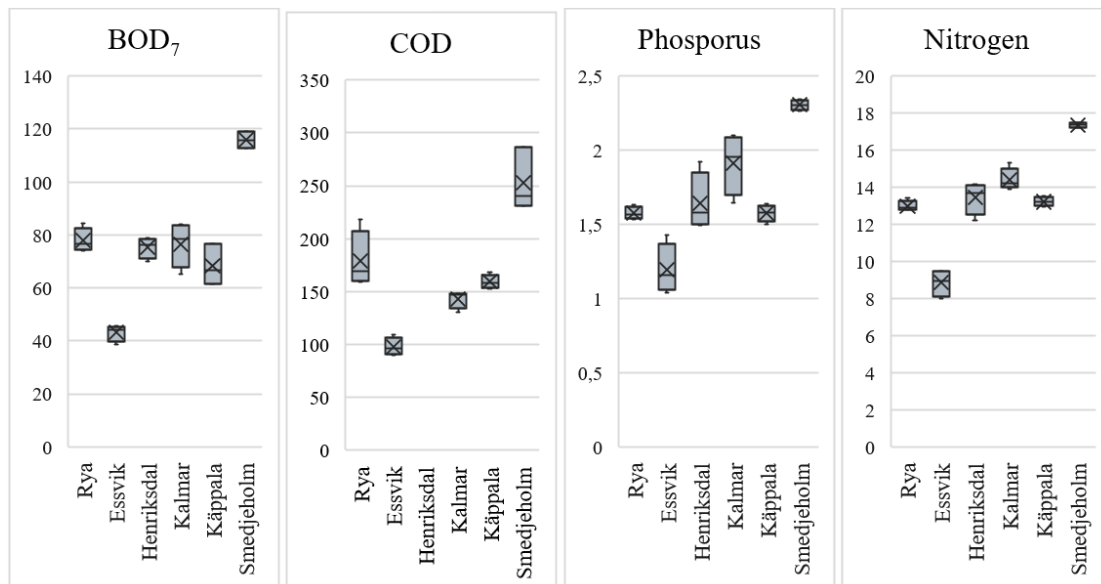 BOD₇
140
120
100
80
60
40
20
0
Rya
Essvik
Henriksdal
Kalmar
Käppala
Smedjeholm
COD
350
300
250
200
150
100
50
0
Rya
Essvik
Henriksdal
Kalmar
Käppala
Smedjeholm
Phosporus
2,5
2
1,5
1
0,5
0
Rya
Essvik
Henriksdal
Kalmar
Käppala
Smedjeholm
Nitrogen
20
18
16
14
12
10
8
6
4
2
0
Rya
Essvik
Henriksdal
Kalmar
Käppala
Smedjeholm